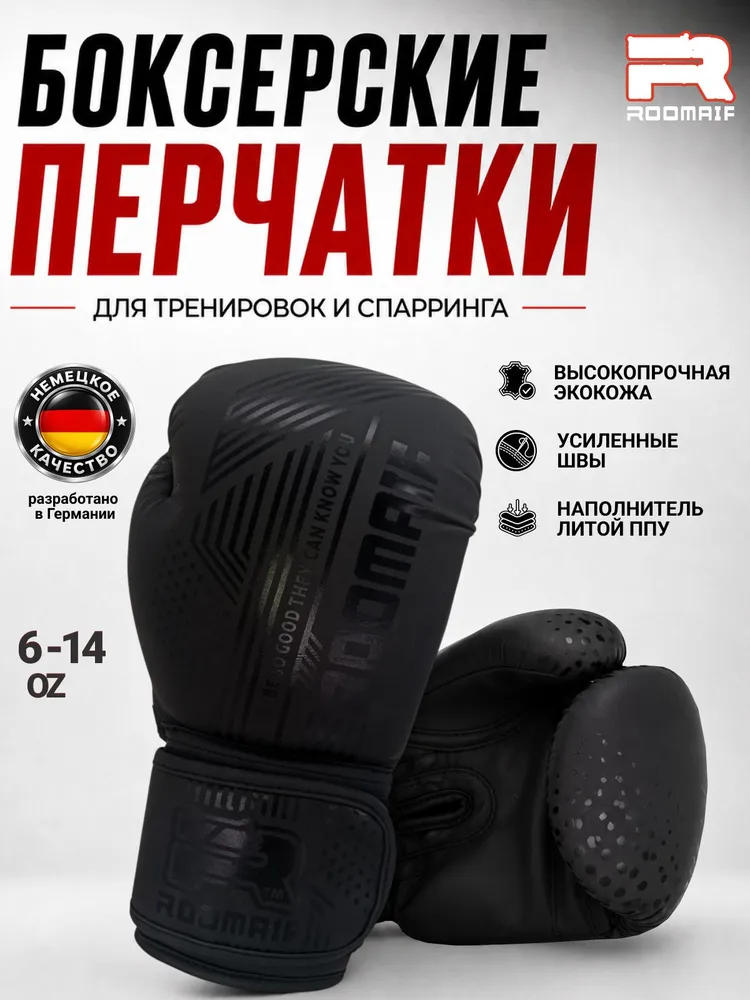 БОКСЕРСКИЕ
ROOMAIF
ПЕРЧАТКИ
ДЛЯ ТРЕНИРОВОК И СПАРРИНГА
НЕМЕЦКОЕ
КАЧЕСТВО
разработано
в Германии
ВЫСОКОПРОЧНАЯ
ЭКОКОЖА
УСИЛЕННЫЕ
ШВЫ
НАПОЛНИТЕЛЬ
ЛИТОЙ ППУ
6-14
OZ
BE SO GOOD THEY CAN KNOW YOU
ROOMAIF
ROOMAIF